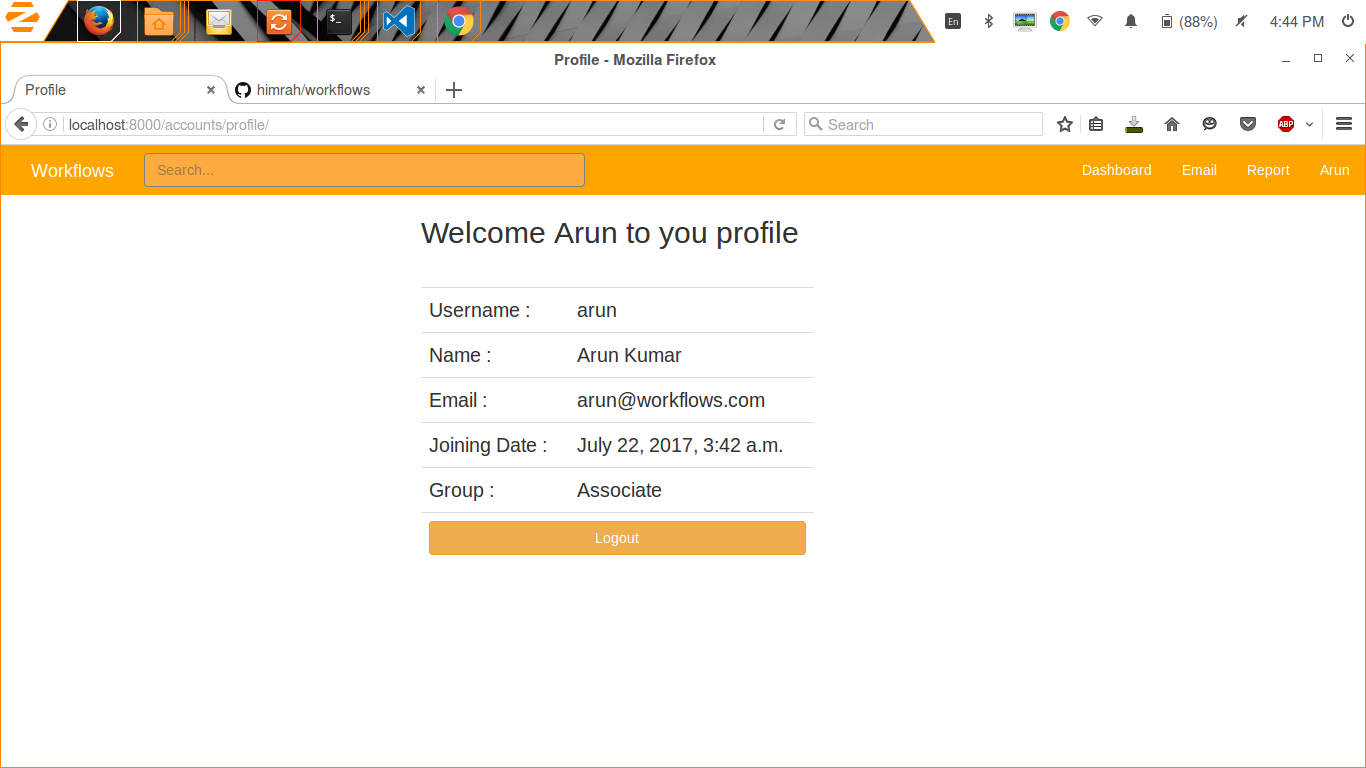 $_ En (88%) 4:44 PM
Profile - Mozilla Firefox
Profile himrah/workflows
localhost:8000/accounts/profile/ Search ABP
Workflows Search... Dashboard Email Report Arun
Welcome Arun to you profile
Username : arun
Name : Arun Kumar
Email : arun@workflows.com
Joining Date : July 22, 2017, 3:42 a.m.
Group : Associate
Logout